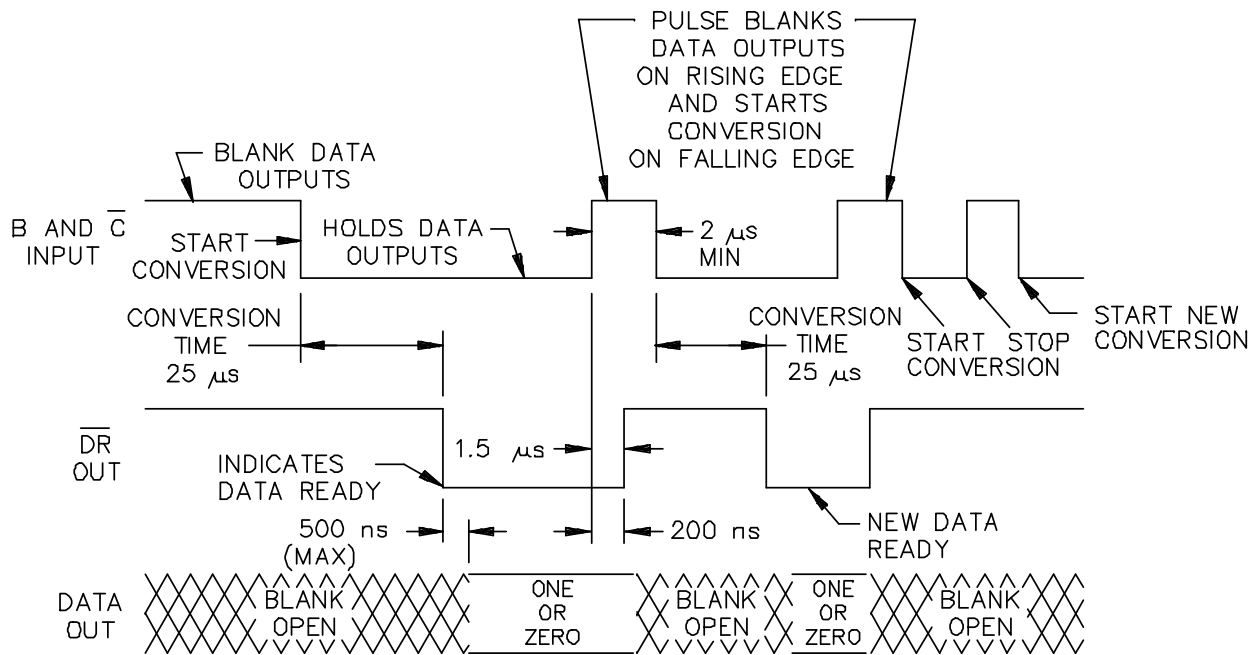 PULSE BLANKS
DATA OUTPUTS
ON RISING EDGE
AND STARTS
CONVERSION
ON FALLING EDGE
BLANK DATA
OUTPUTS
B AND C̅
INPUT
START
CONVERSION
HOLDS DATA
OUTPUTS
2 μs
MIN
CONVERSION
TIME
25 μs
CONVERSION
TIME
25 μs
START
CONVERSION
STOP
START NEW
CONVERSION
D̅R̅
OUT
1.5 μs
INDICATES
DATA READY
500 ns
(MAX)
200 ns
NEW DATA
READY
DATA
OUT
BLANK
OPEN
ONE
OR
ZERO
BLANK
OPEN
ONE
OR
ZERO
BLANK
OPEN